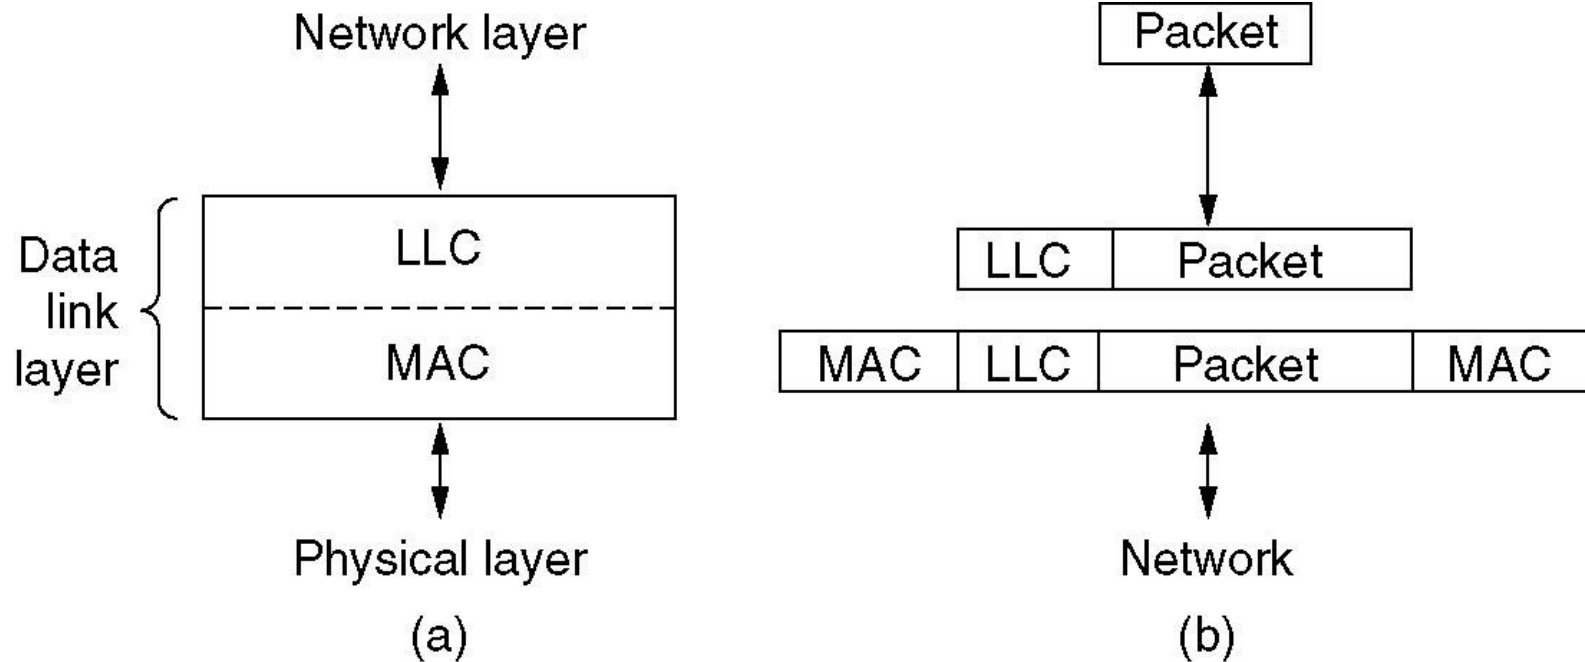 Network layer
Data
link
layer
LLC
MAC
Physical layer
(a)
Packet
LLC Packet
MAC LLC Packet MAC
Network
(b)